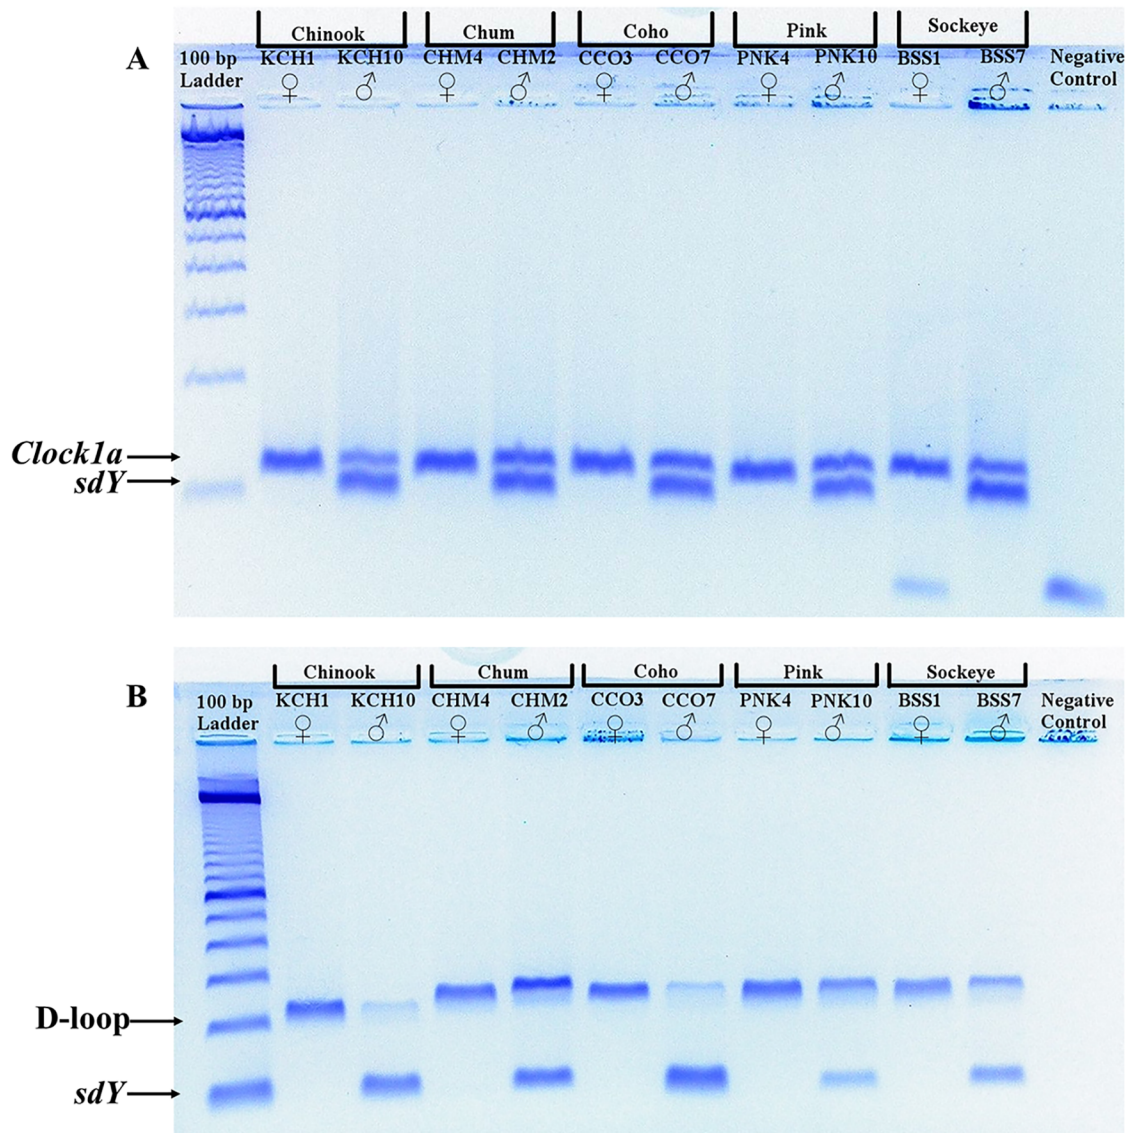 A
Chinook Chum Coho Pink Sockeye
100 bp Ladder KCH1 KCH10 CHM4 CHM2 CCO3 CCO7 PNK4 PNK10 BSS1 BSS7 Negative Control
♀ ♂ ♀ ♂ ♀ ♂ ♀ ♂ ♀ ♂
Clock1a
sdY
B
Chinook Chum Coho Pink Sockeye
100 bp Ladder KCH1 KCH10 CHM4 CHM2 CCO3 CCO7 PNK4 PNK10 BSS1 BSS7 Negative Control
♀ ♂ ♀ ♂ ♀ ♂ ♀ ♂ ♀ ♂
D-loop
sdY